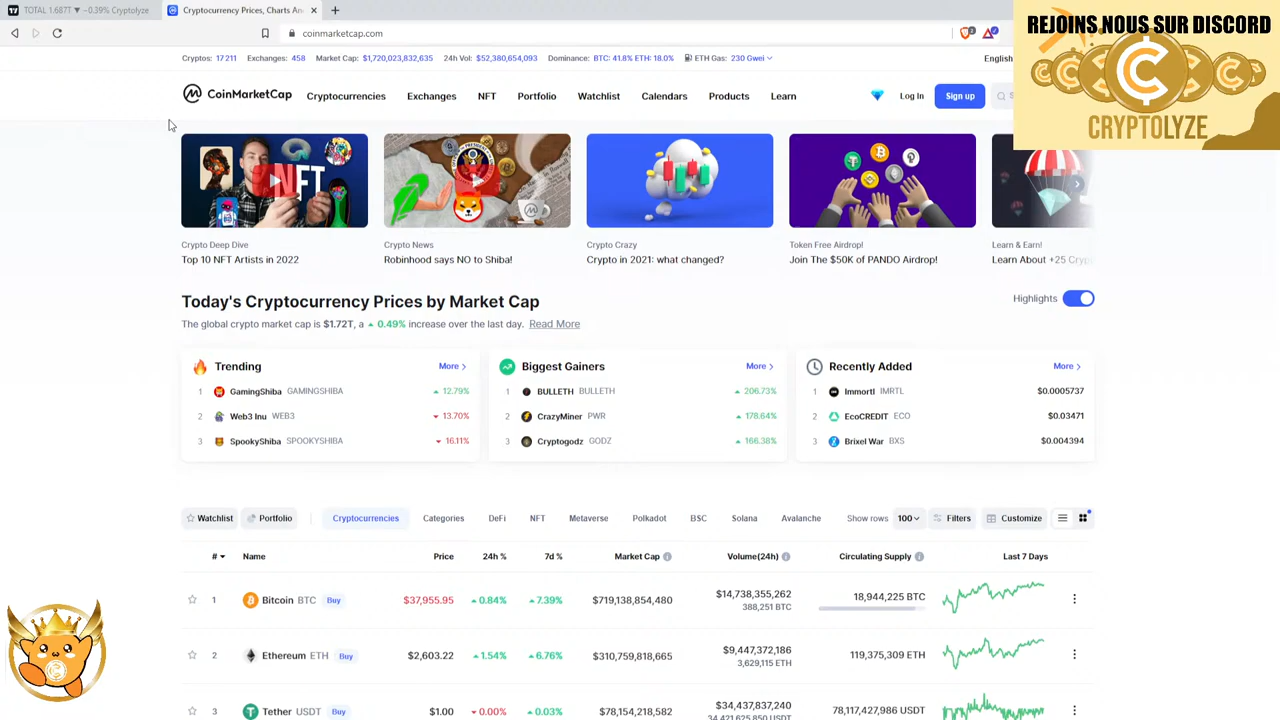 TOTAL 1.687T ▼ −0.39% Cryptolyze
Cryptocurrency Prices, Charts An
coinmarketcap.com
REJOINS NOUS SUR DISCORD
CRYPTOLYZE
Cryptos: 17 211 Exchanges: 458 Market Cap: $1,720,023,832,635 24h Vol: $52,380,654,093 Dominance: BTC: 41.8% ETH: 18.0% ETH Gas: 230 Gwei English
CoinMarketCap Cryptocurrencies Exchanges NFT Portfolio Watchlist Calendars Products Learn Log In Sign up
NFT
Crypto Deep Dive
Top 10 NFT Artists in 2022
Crypto News
Robinhood says NO to Shiba!
Crypto Crazy
Crypto in 2021: what changed?
Token Free Airdrop!
Join The $50K of PANDO Airdrop!
Learn & Earn!
Learn About +25 Cryp
Today's Cryptocurrency Prices by Market Cap
Highlights
The global crypto market cap is $1.72T, a ▲ 0.49% increase over the last day. Read More
Trending More >
1 GamingShiba GAMINGSHIBA ▲ 12.79%
2 Web3 Inu WEB3 ▼ 13.70%
3 SpookyShiba SPOOKYSHIBA ▼ 16.11%
Biggest Gainers More >
1 BULLETH BULLETH ▲ 206.73%
2 CrazyMiner PWR ▲ 178.64%
3 Cryptogodz GODZ ▲ 166.38%
Recently Added More >
1 Immortl IMRTL $0.0005737
2 EcoCREDIT ECO $0.03471
3 Brixel War BXS $0.004394
Watchlist Portfolio Cryptocurrencies Categories DeFi NFT Metaverse Polkadot BSC Solana Avalanche Show rows 100 Filters Customize
# Name Price 24h % 7d % Market Cap Volume(24h) Circulating Supply Last 7 Days
1 Bitcoin BTC Buy $37,955.95 ▲ 0.84% ▲ 7.39% $719,138,854,480 $14,738,355,262 18,944,225 BTC
388,251 BTC
2 Ethereum ETH Buy $2,603.22 ▲ 1.54% ▲ 6.76% $310,759,818,665 $9,447,372,186 119,375,309 ETH
3,629,115 ETH
3 Tether USDT Buy $1.00 ▼ 0.00% ▲ 0.03% $78,154,218,582 $34,437,837,240 78,117,427,986 USDT
34,421,625,850 USDT